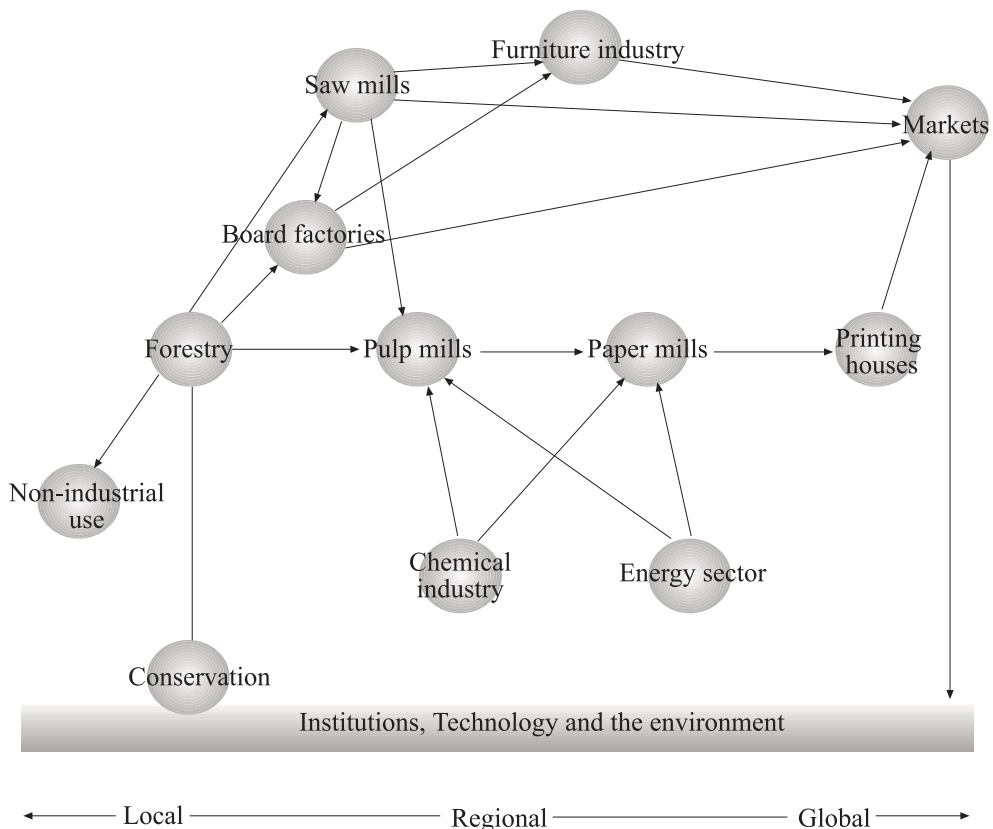 Furniture industry
Saw mills
Markets
Board factories
Forestry
Pulp mills
Paper mills
Printing
houses
Non-industrial
use
Chemical
industry
Energy sector
Conservation
Institutions, Technology and the environment
Local
Regional
Global